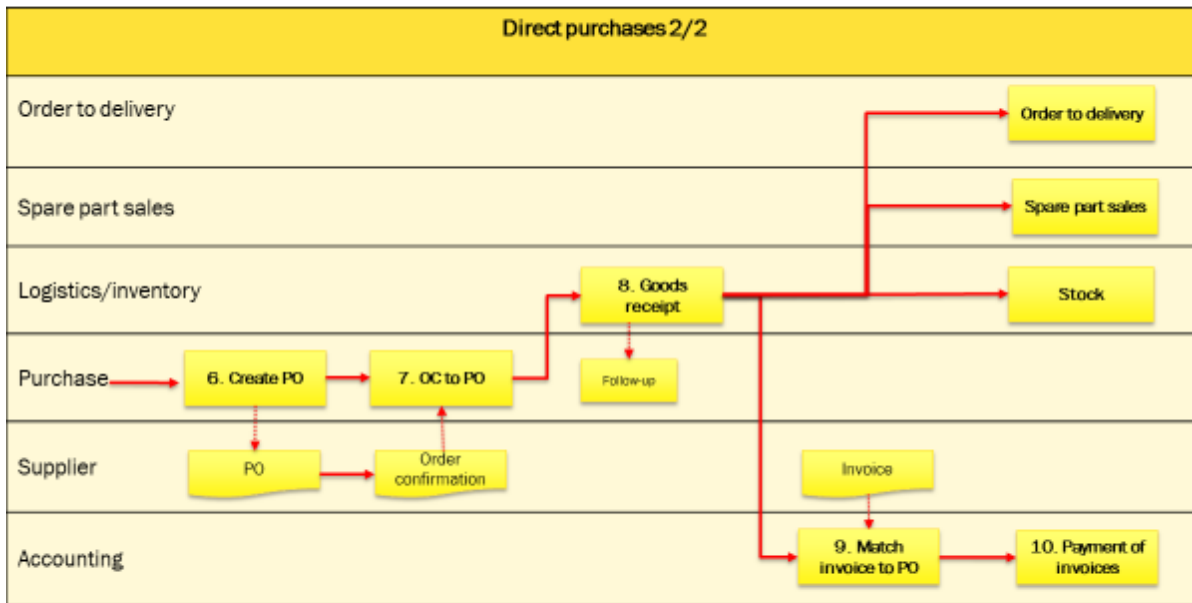 Direct purchases 2/2
Order to delivery
Order to delivery
Spare part sales
Spare part sales
Logistics/inventory
8. Goods
receipt
Stock
Purchase
6. Create PO
7. OC to PO
Follow-up
Supplier
PO
Order
confirmation
Invoice
Accounting
9. Match
invoice to PO
10. Payment of
invoices